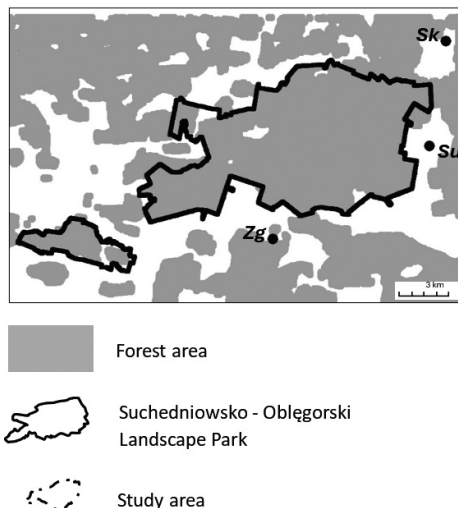 Sk
Su
Zg
3 km
Forest area
Suchedniowsko - Oblęgorski
Landscape Park
Study area